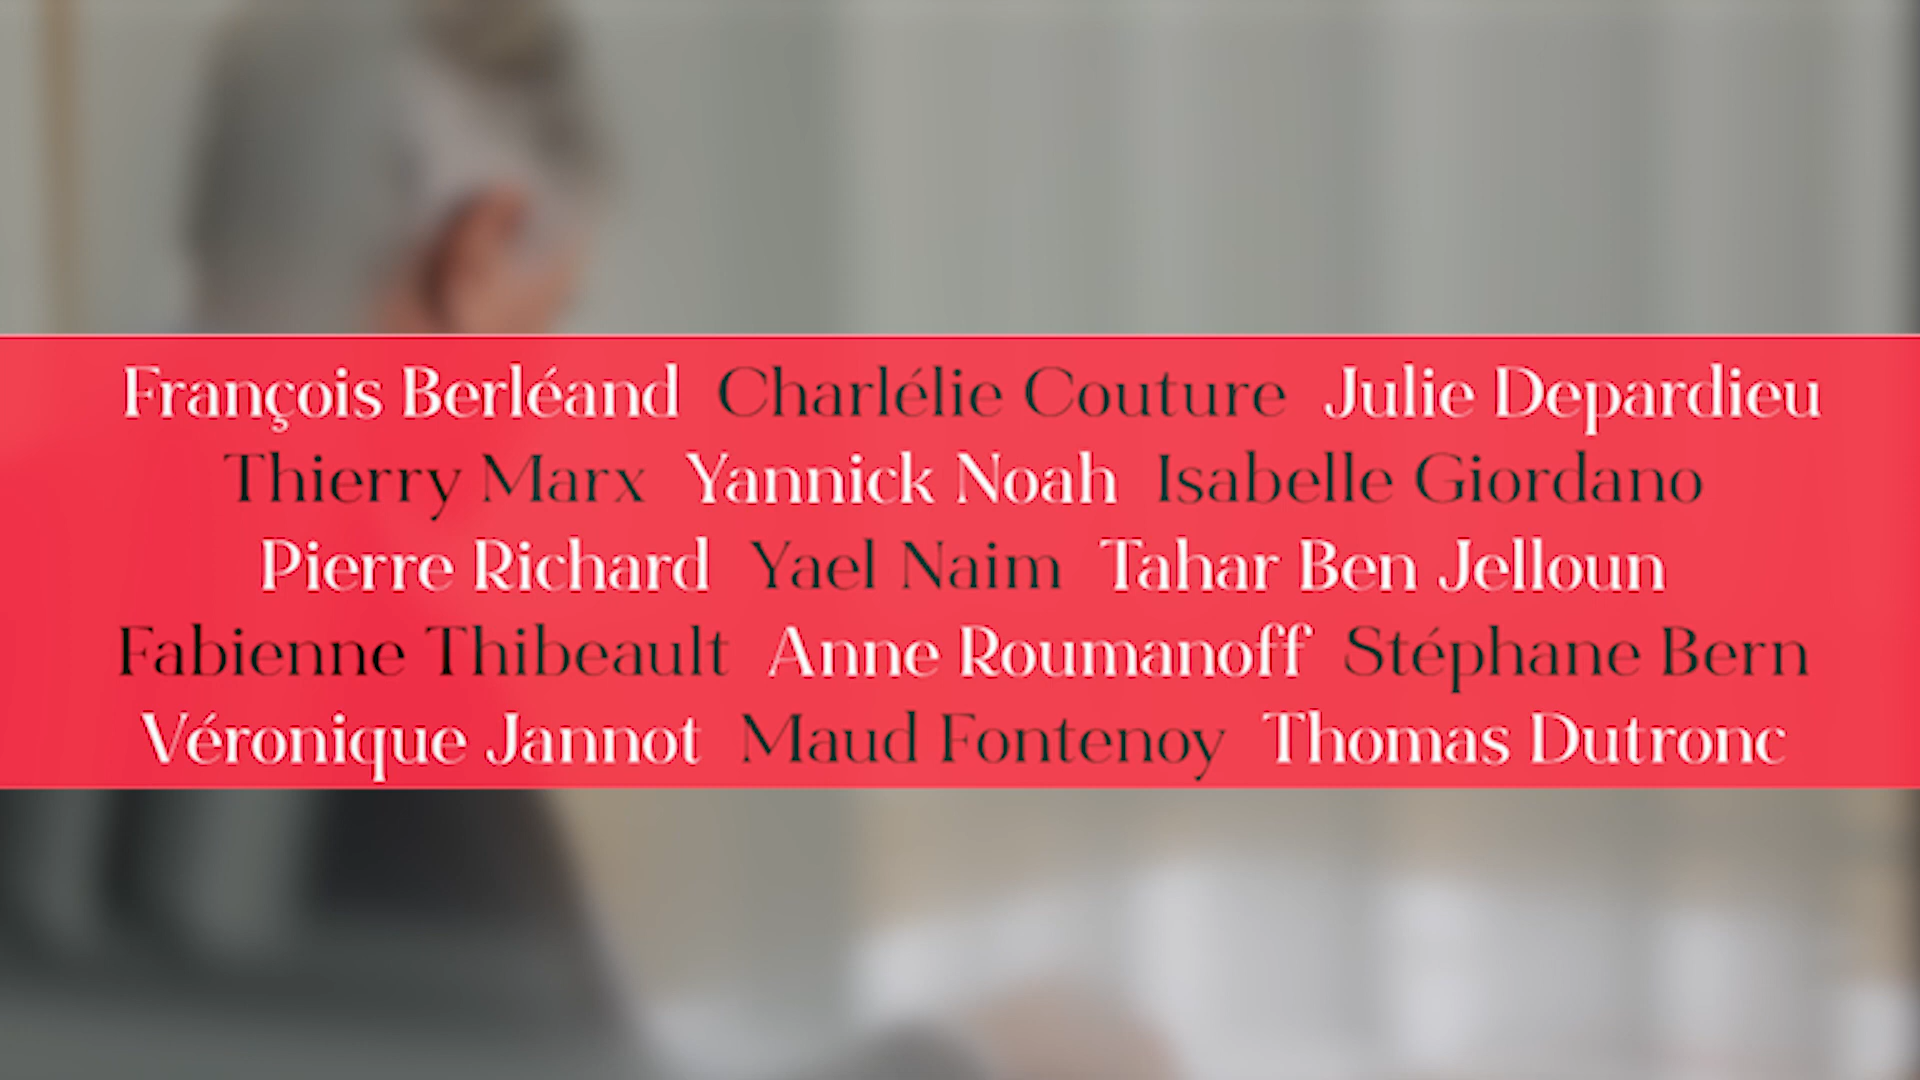 François Berléand Charlélie Couture Julie Depardieu
Thierry Marx Yannick Noah Isabelle Giordano
Pierre Richard Yael Naim Tahar Ben Jelloun
Fabienne Thibeault Anne Roumanoff Stéphane Bern
Véronique Jannot Maud Fontenoy Thomas Dutronc